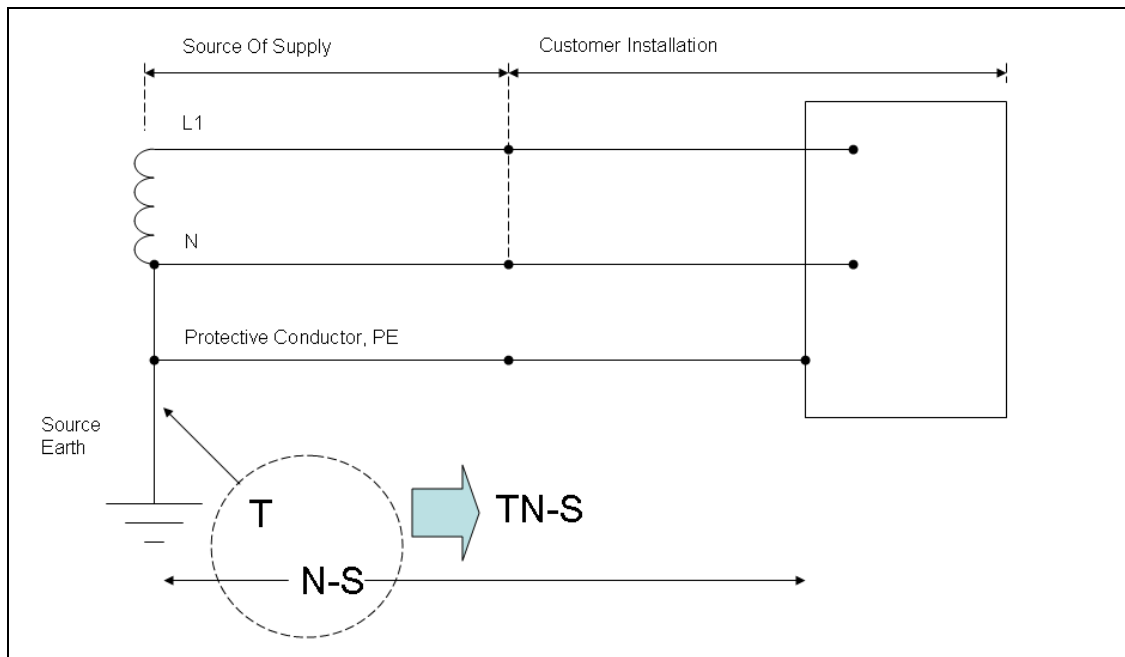 Source Of Supply
Customer Installation
L1
N
Protective Conductor, PE
Source
Earth
T
TN-S
N-S